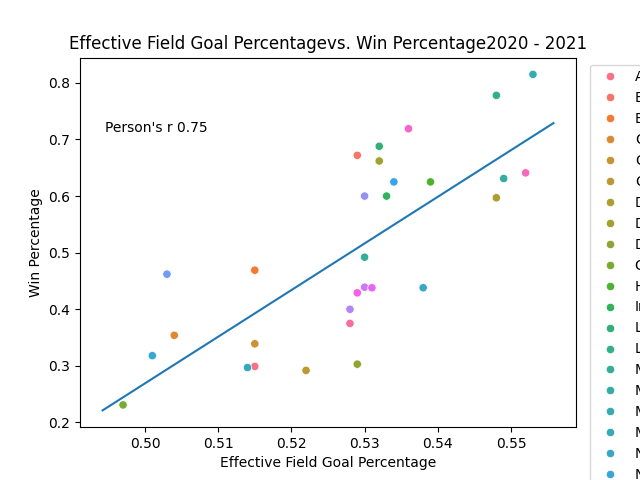 Effective Field Goal Percentagevs. Win Percentage2020 - 2021
Person's r 0.75
Win Percentage
0.8
0.7
0.6
0.5
0.4
0.3
0.2
0.50 0.51 0.52 0.53 0.54 0.55
Effective Field Goal Percentage